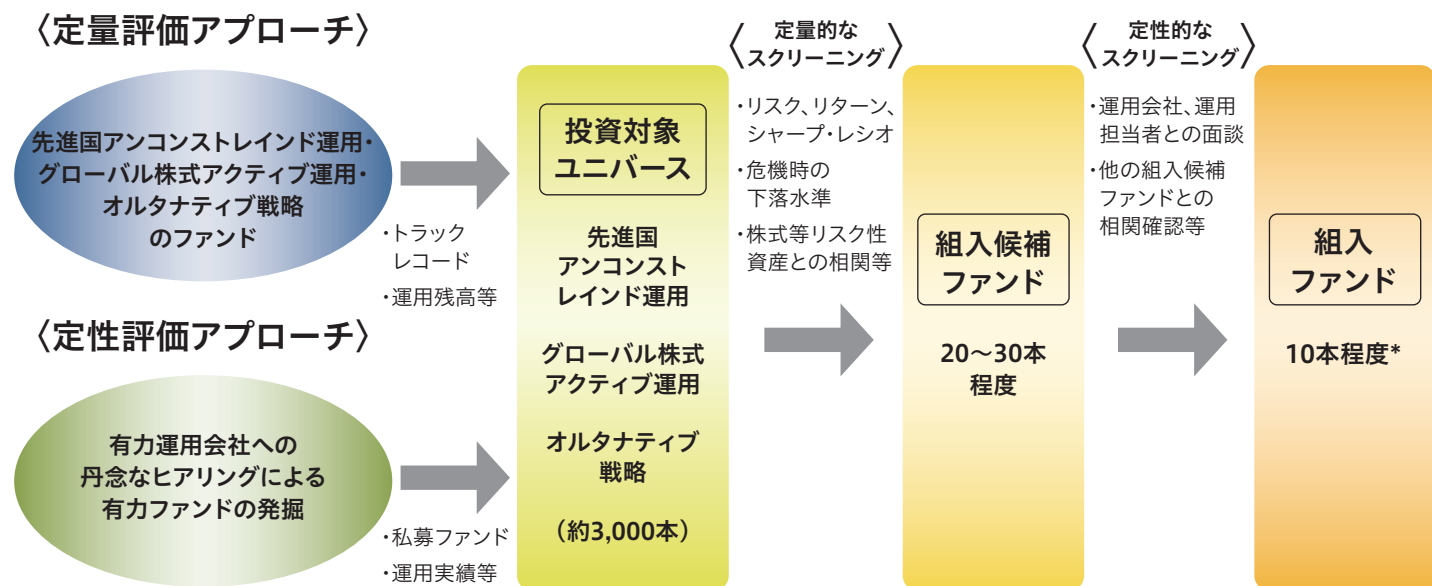 〈定量評価アプローチ〉
先進国アンコンストレインド運用・
グローバル株式アクティブ運用・
オルタナティブ戦略
のファンド
・トラック
レコード
・運用残高等
〈定性評価アプローチ〉
有力運用会社への
丹念なヒアリングによる
有力ファンドの発掘
・私募ファンド
・運用実績等
投資対象
ユニバース
先進国
アンコンスト
レインド運用
グローバル株式
アクティブ運用
オルタナティブ
戦略
（約3,000本）
〈定量的な
スクリーニング〉
・リスク、リターン、
シャープ・レシオ
・危機時の
下落水準
・株式等リスク性
資産との相関等
組入候補
ファンド
20～30本
程度
〈定性的な
スクリーニング〉
・運用会社、運用
担当者との面談
・他の組入候補
ファンドとの
相関確認等
組入
ファンド
10本程度*